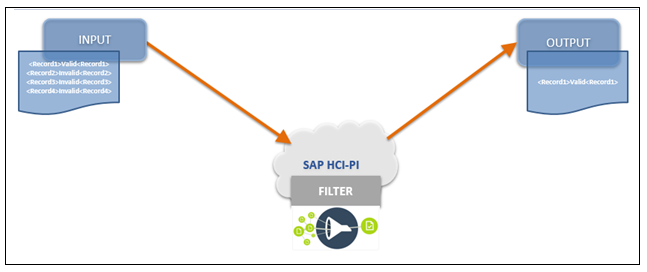 INPUT
<Record1>Valid<Record1>
<Record2>Invalid<Record2>
<Record3>Invalid<Record3>
<Record4>Invalid<Record4>
OUTPUT
<Record1>Valid<Record1>
SAP HCI-PI
FILTER